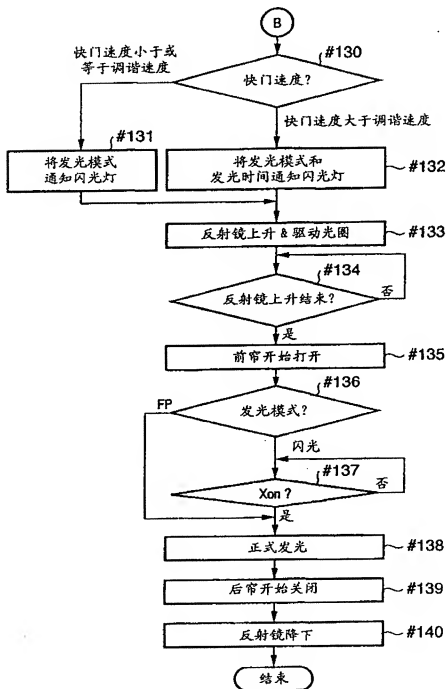 B
快门速度小于或
等于调谐速度
#130
快门速度?
快门速度大于调谐速度
#131
将发光模式
通知闪光灯
将发光模式和
发光时间通知闪光灯
#132
反射镜上升 & 驱动光圈
#133
#134
反射镜上升结束?
否
是
前帘开始打开
#135
#136
FP
发光模式?
闪光
#137
Xon ?
否
是
正式发光
#138
后帘开始关闭
#139
反射镜降下
#140
结束